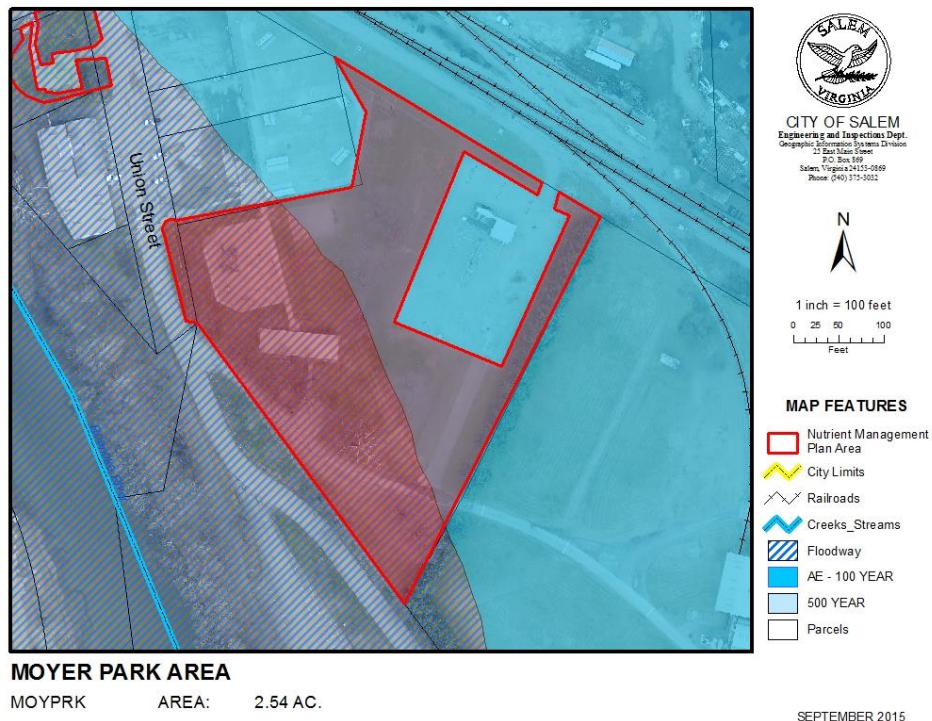 SALEM
VIRGINIA
CITY OF SALEM
Engineering and Inspections Dept.
Geographic Information Systems Division
25 East Main Street
P.O. Box 869
Salem, Virginia 24153-0869
Phone: (540) 375-3032
Union Street
N
1 inch = 100 feet
0 25 50 100
Feet
MAP FEATURES
Nutrient Management
Plan Area
City Limits
Railroads
Creeks_Streams
Floodway
AE - 100 YEAR
500 YEAR
Parcels
MOYER PARK AREA
MOYPRK AREA: 2.54 AC.
SEPTEMBER 2015